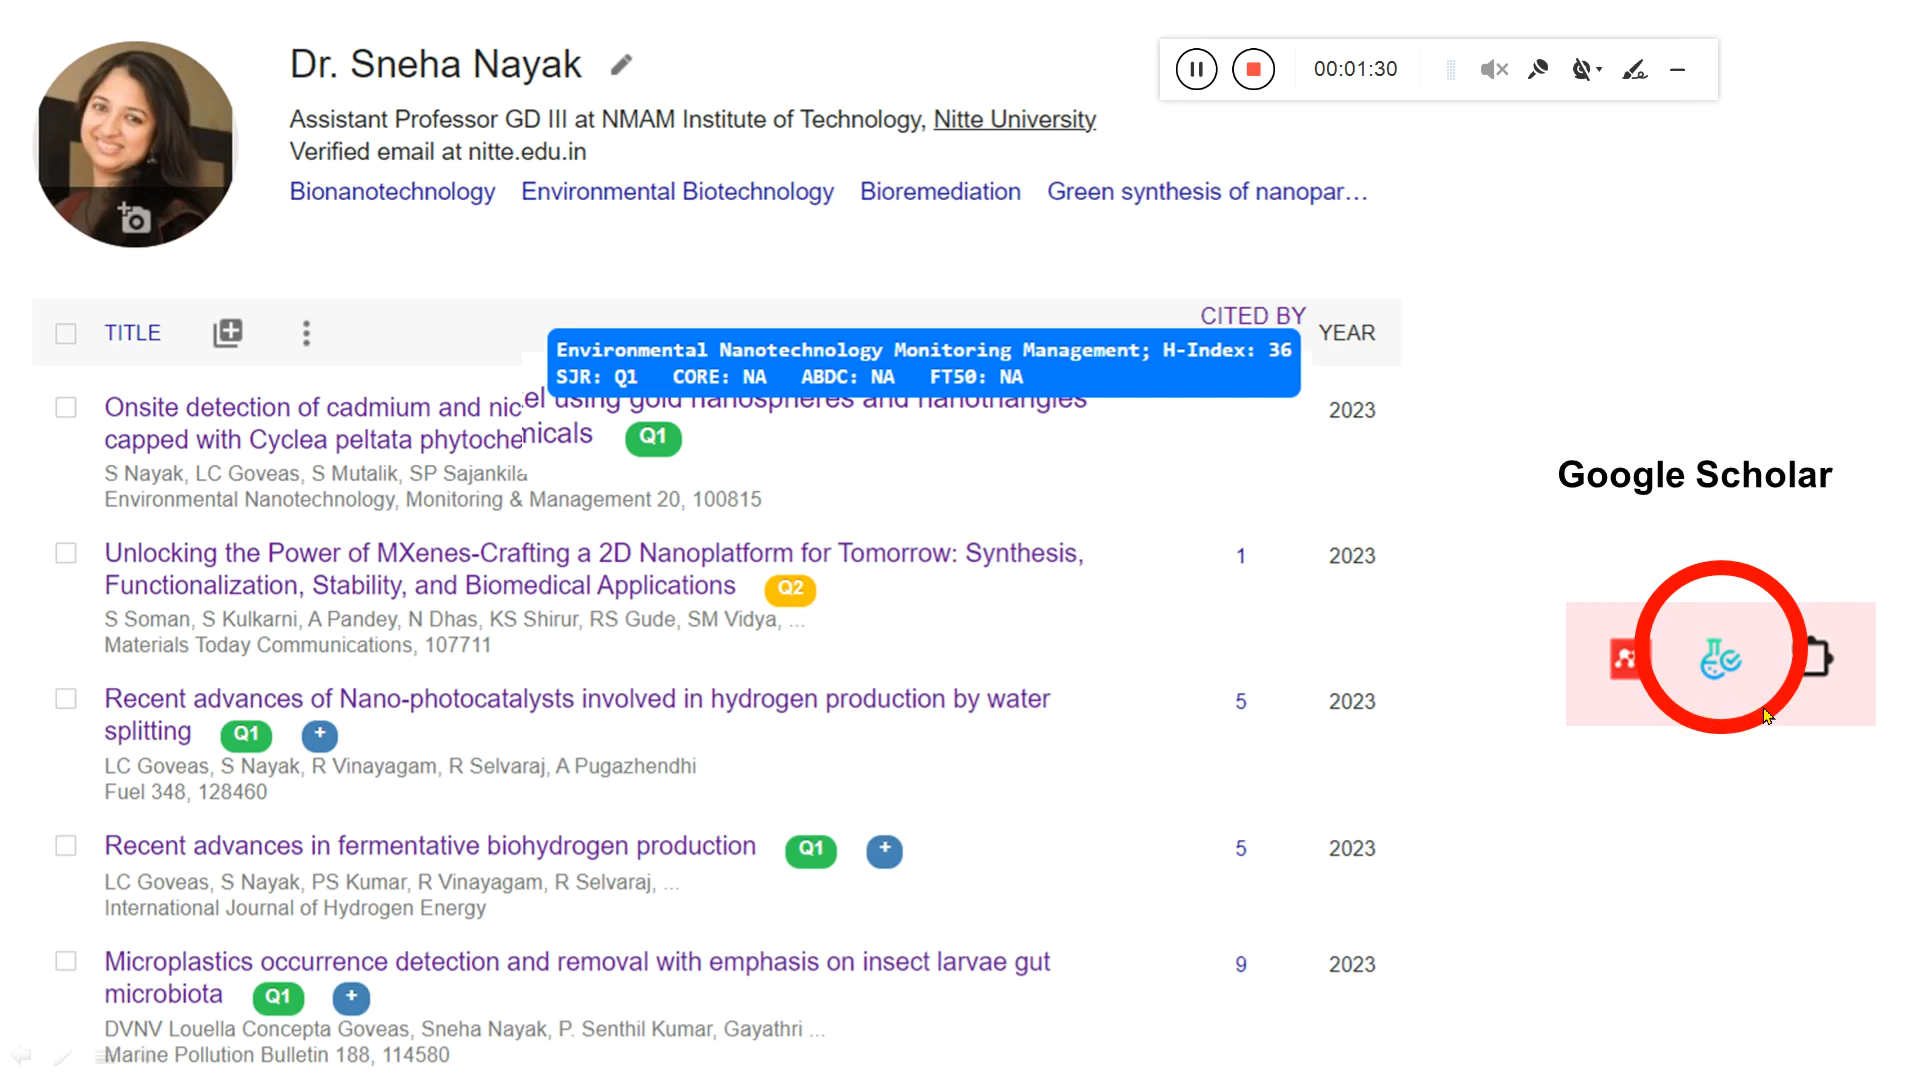 Dr. Sneha Nayak
00:01:30
Assistant Professor GD III at NMAM Institute of Technology, Nitte University
Verified email at nitte.edu.in
Bionanotechnology Environmental Biotechnology Bioremediation Green synthesis of nanopar…
TITLE CITED BY YEAR
Environmental Nanotechnology Monitoring Management; H-Index: 36
SJR: Q1 CORE: NA ABDC: NA FT50: NA
Onsite detection of cadmium and nic el using gold nanospheres and nanotriangles 2023
capped with Cyclea peltata phytoche micals Q1
S Nayak, LC Goveas, S Mutalik, SP Sajankila
Environmental Nanotechnology, Monitoring & Management 20, 100815
Google Scholar
Unlocking the Power of MXenes-Crafting a 2D Nanoplatform for Tomorrow: Synthesis, 1 2023
Functionalization, Stability, and Biomedical Applications Q2
S Soman, S Kulkarni, A Pandey, N Dhas, KS Shirur, RS Gude, SM Vidya, ...
Materials Today Communications, 107711
Recent advances of Nano-photocatalysts involved in hydrogen production by water 5 2023
splitting Q1 +
LC Goveas, S Nayak, R Vinayagam, R Selvaraj, A Pugazhendhi
Fuel 348, 128460
Recent advances in fermentative biohydrogen production Q1 + 5 2023
LC Goveas, S Nayak, PS Kumar, R Vinayagam, R Selvaraj, ...
International Journal of Hydrogen Energy
Microplastics occurrence detection and removal with emphasis on insect larvae gut 9 2023
microbiota Q1 +
DVNV Louella Concepta Goveas, Sneha Nayak, P. Senthil Kumar, Gayathri ...
Marine Pollution Bulletin 188, 114580